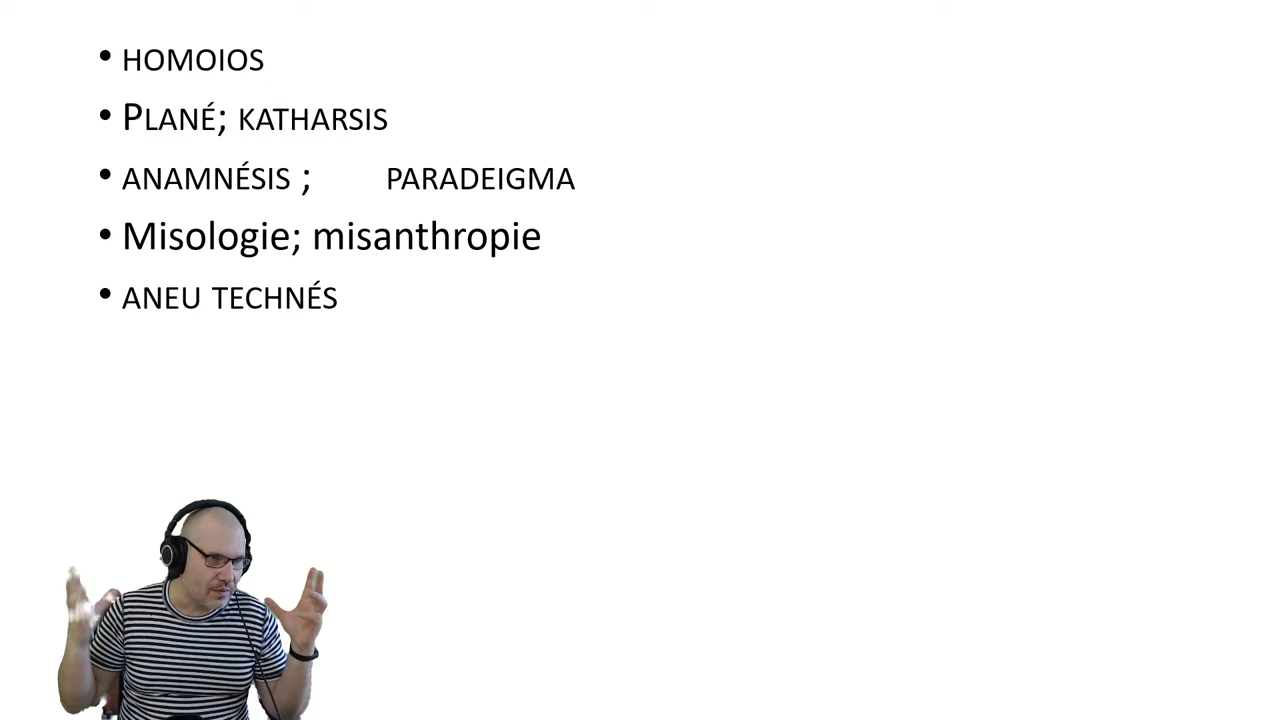 • HOMOIOS
• PLANÉ; KATHARSIS
• ANAMNÉSIS ; PARADEIGMA
• Misologie; misanthropie
• ANEU TECHNÉS